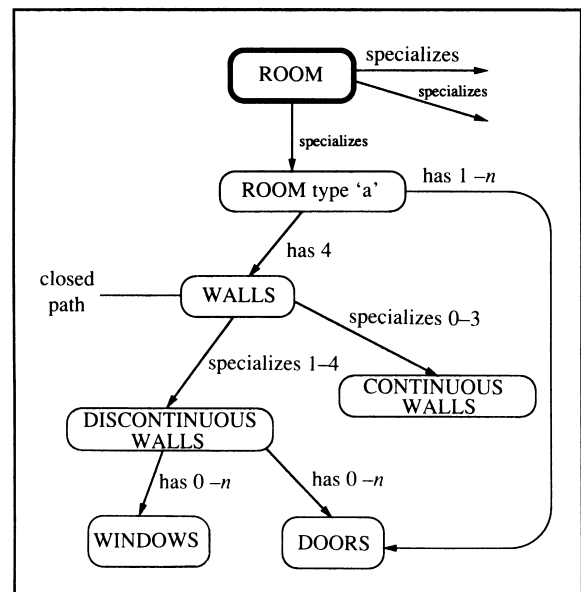 specializes
ROOM
specializes
specializes
has 1 –n
ROOM type ‘a’
has 4
closed
path
WALLS
specializes 0–3
specializes 1–4
CONTINUOUS
WALLS
DISCONTINUOUS
WALLS
has 0 –n
has 0 –n
WINDOWS
DOORS